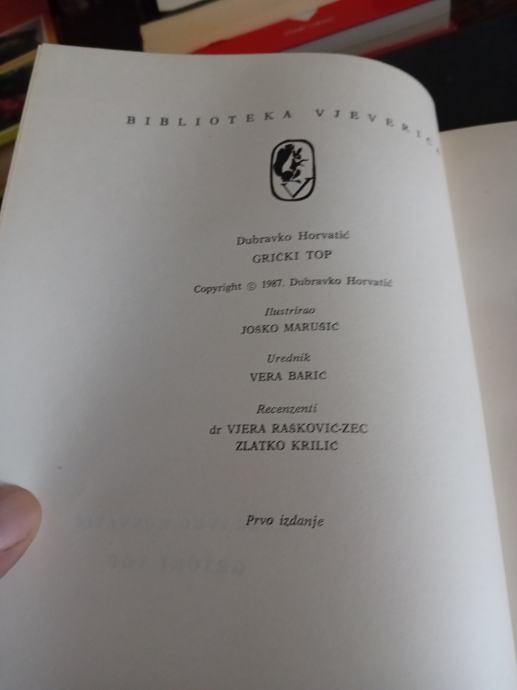 BIBLIOTEKA VJEVERICA
V
Dubravko Horvatić
GRIČKI TOP
Copyright © 1987. Dubravko Horvatić
Ilustrirao
JOŠKO MARUŠIĆ
Urednik
VERA BARIĆ
Recenzenti
dr VJERA RAŠKOVIĆ-ZEC
ZLATKO KRILIĆ
Prvo izdanje